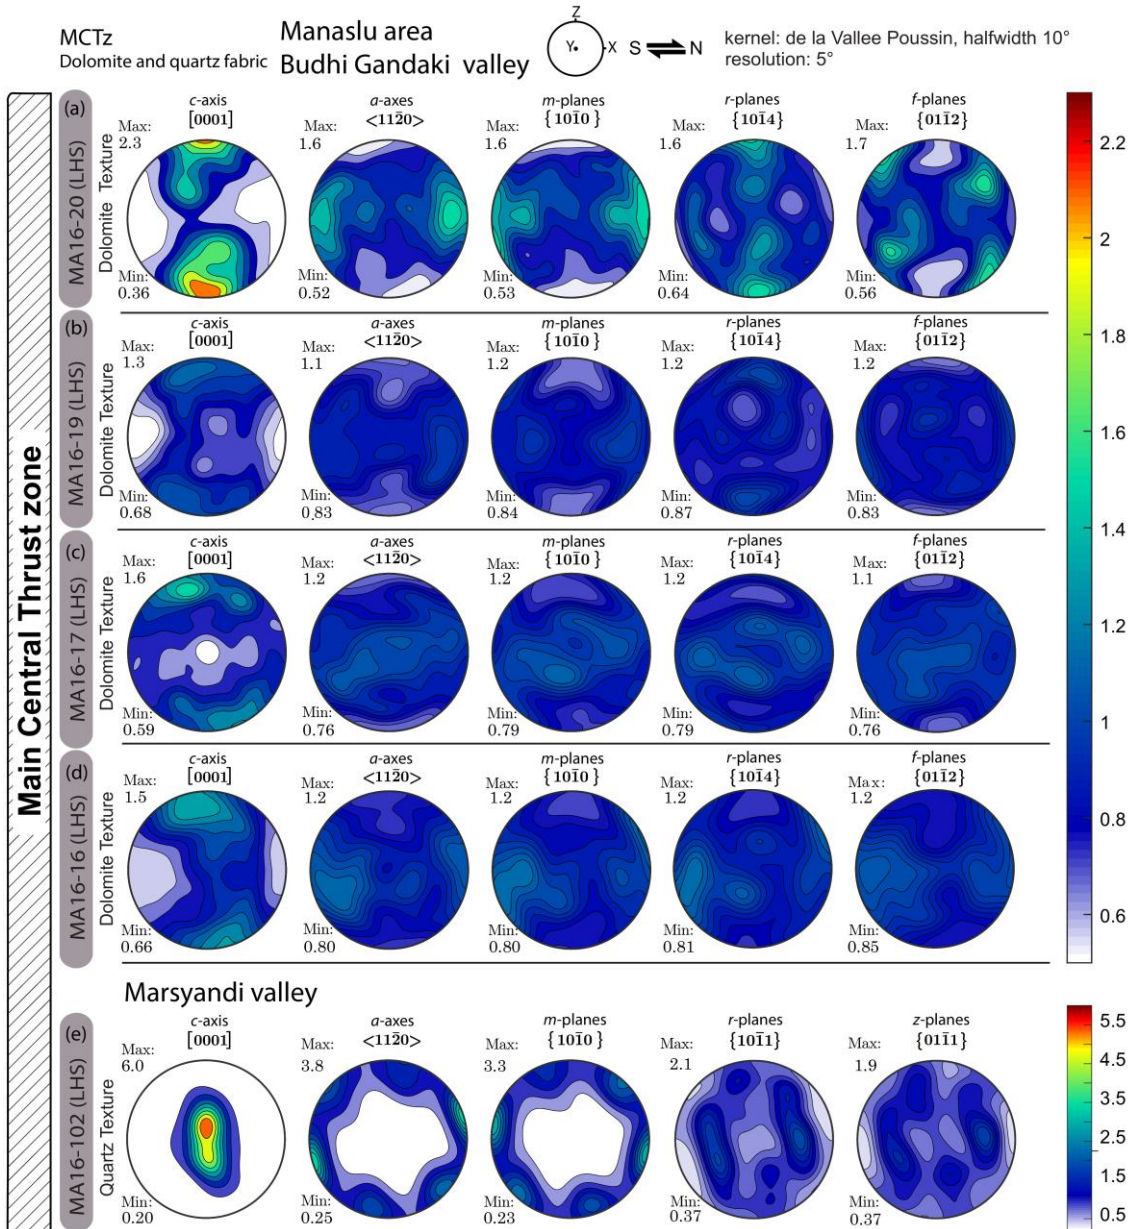 MCTz
Dolomite and quartz fabric
Manaslu area
Budhi Gandaki valley
Z
Y
X
S
N
kernel: de la Vallee Poussin, halfwidth 10°
resolution: 5°
Main Central Thrust zone
(a)
MA16-20 (LHS)
Dolomite Texture
c-axis
[0001]
Max:
2.3
Min:
0.36
a-axes
<112̄0>
Max:
1.6
Min:
0.52
m-planes
{101̄0}
Max:
1.6
Min:
0.53
r-planes
{101̄4}
Max:
1.6
Min:
0.64
f-planes
{011̄2}
Max:
1.7
Min:
0.56
(b)
MA16-19 (LHS)
Dolomite Texture
c-axis
[0001]
Max:
1.3
Min:
0.68
a-axes
<112̄0>
Max:
1.1
Min:
0.83
m-planes
{101̄0}
Max:
1.2
Min:
0.84
r-planes
{101̄4}
Max:
1.2
Min:
0.87
f-planes
{011̄2}
Max:
1.2
Min:
0.83
c)
MA16-17 (LHS)
Dolomite Texture
c-axis
[0001]
Max:
1.6
Min:
0.59
a-axes
<112̄0>
Max:
1.2
Min:
0.76
m-planes
{101̄0}
Max:
1.2
Min:
0.79
r-planes
{101̄4}
Max:
1.2
Min:
0.79
f-planes
{011̄2}
Max:
1.1
Min:
0.76
(d)
MA16-16 (LHS)
Dolomite Texture
c-axis
[0001]
Max:
1.5
Min:
0.66
a-axes
<112̄0>
Max:
1.2
Min:
0.80
m-planes
{101̄0}
Max:
1.2
Min:
0.80
r-planes
{101̄4}
Max:
1.2
Min:
0.81
f-planes
{011̄2}
Max:
1.2
Min:
0.85
2.2
2
1.8
1.6
1.4
1.2
1
0.8
0.6
Marsyandi valley
(e)
MA16-102 (LHS)
Quartz Texture
c-axis
[0001]
Max:
6.0
Min:
0.20
a-axes
<112̄0>
Max:
3.8
Min:
0.25
m-planes
{101̄0}
Max:
3.3
Min:
0.23
r-planes
{101̄1}
Max:
2.1
Min:
0.37
z-planes
{011̄1}
Max:
1.9
Min:
0.37
5.5
4.5
3.5
2.5
1.5
0.5